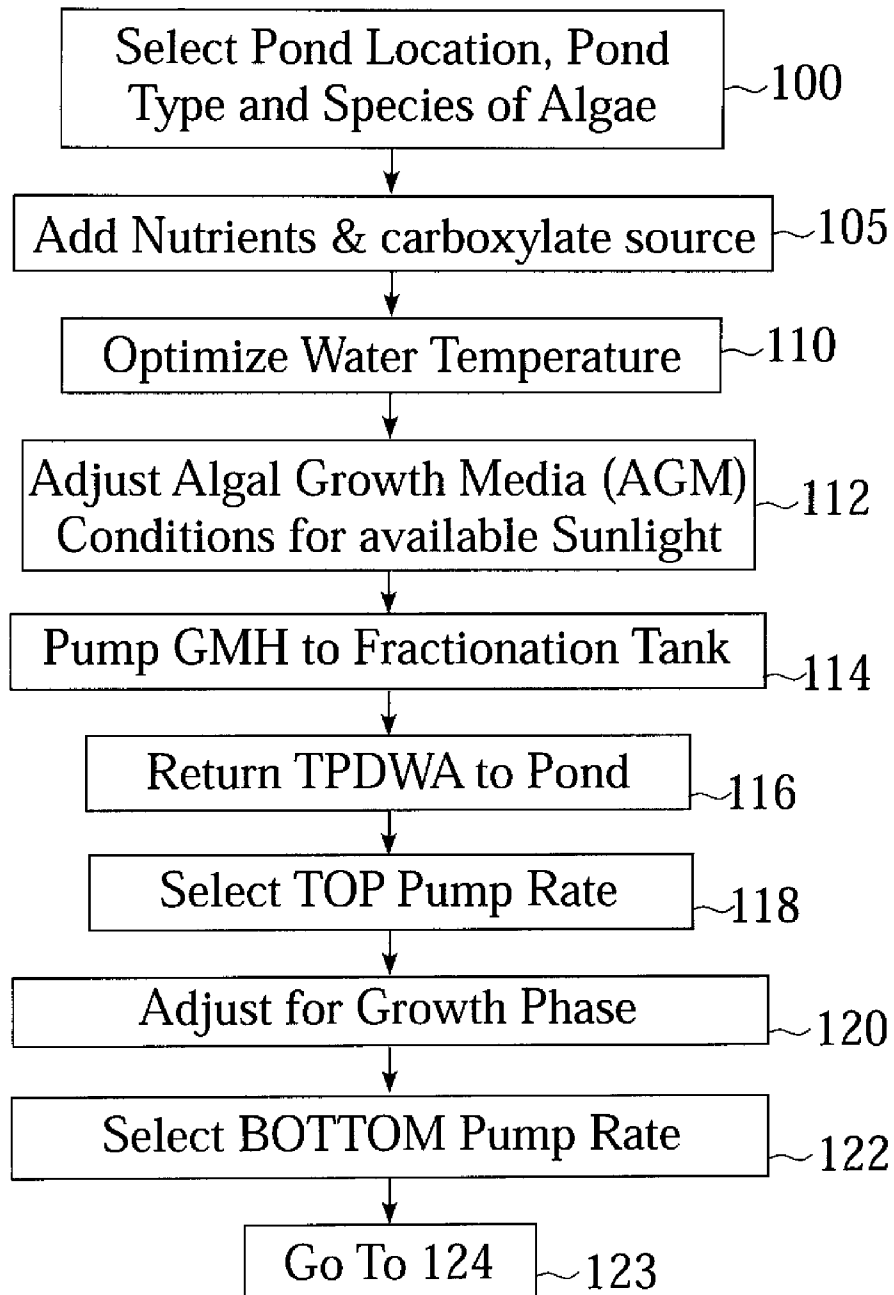 Select Pond Location, Pond
Type and Species of Algae
100
Add Nutrients & carboxylate source
105
Optimize Water Temperature
110
Adjust Algal Growth Media (AGM)
Conditions for available Sunlight
112
Pump GMH to Fractionation Tank
114
Return TPDWA to Pond
116
Select TOP Pump Rate
118
Adjust for Growth Phase
120
Select BOTTOM Pump Rate
122
Go To 124
123